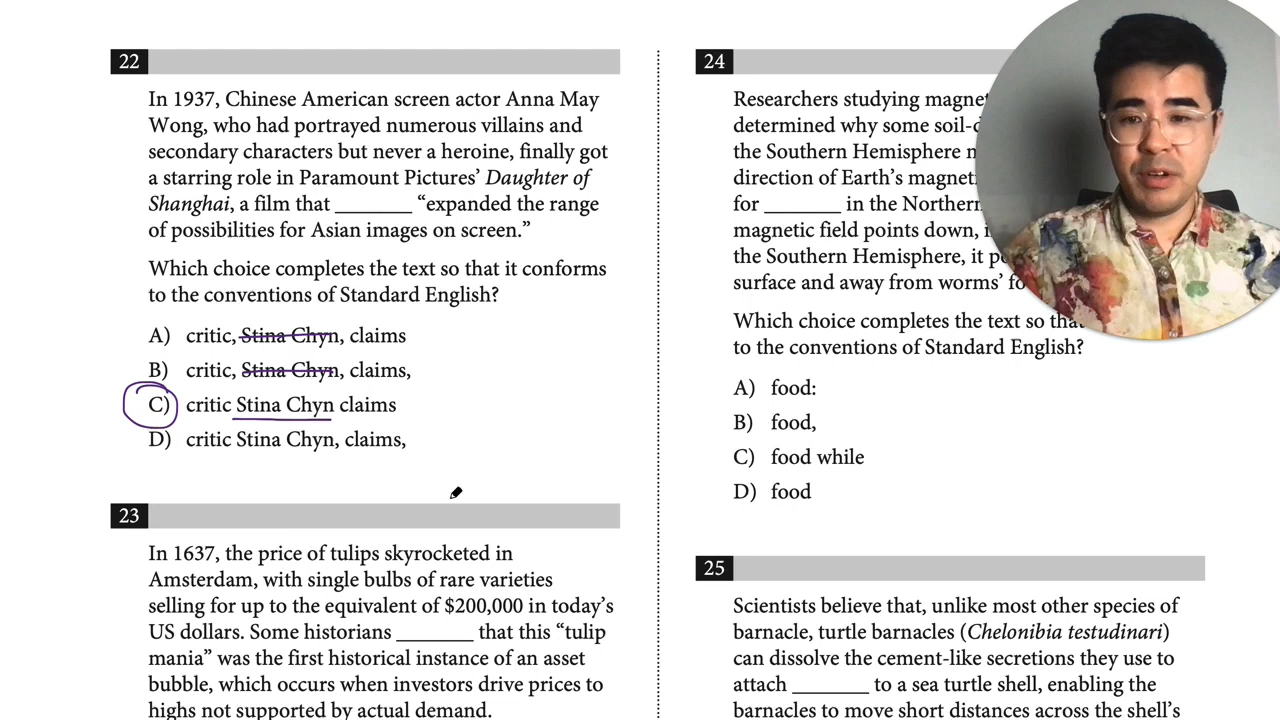 22
In 1937, Chinese American screen actor Anna May
Wong, who had portrayed numerous villains and
secondary characters but never a heroine, finally got
a starring role in Paramount Pictures’ Daughter of
Shanghai, a film that ________ “expanded the range
of possibilities for Asian images on screen.”
Which choice completes the text so that it conforms
to the conventions of Standard English?
A) critic, Stina Chyn, claims
B) critic, Stina Chyn, claims,
C) critic Stina Chyn claims
D) critic Stina Chyn, claims,
23
In 1637, the price of tulips skyrocketed in
Amsterdam, with single bulbs of rare varieties
selling for up to the equivalent of $200,000 in today’s
US dollars. Some historians ________ that this “tulip
mania” was the first historical instance of an asset
bubble, which occurs when investors drive prices to
highs not supported by actual demand.
24
Researchers studying
determined why some
the Southern Hemisphere
direction of Earth’s
for ________ in the
magnetic field points down,
the Southern Hemisphere, it
surface and away from worms’
Which choice completes the text so that
to the conventions of Standard English?
A) food:
B) food,
C) food while
D) food
25
Scientists believe that, unlike most other species of
barnacle, turtle barnacles (Chelonibia testudinari)
can dissolve the cement-like secretions they use to
attach ________ to a sea turtle shell, enabling the
barnacles to move short distances across the shell’s